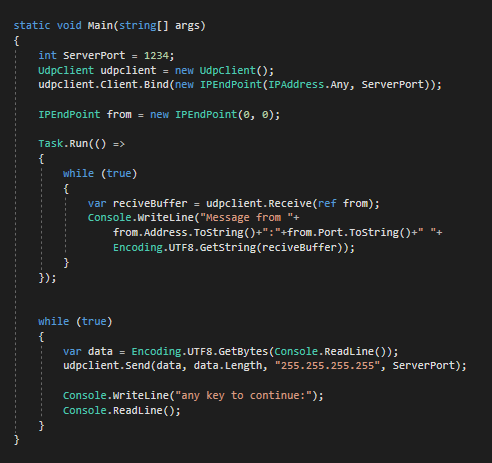 static void Main(string[] args)
{
    int ServerPort = 1234;
    UdpClient udpclient = new UdpClient();
    udpclient.Client.Bind(new IPEndPoint(IPAddress.Any, ServerPort));

    IPEndPoint from = new IPEndPoint(0, 0);

    Task.Run(() =>
    {
        while (true)
        {
            var reciveBuffer = udpclient.Receive(ref from);
            Console.WriteLine("Message from "+
                from.Address.ToString()+":"+from.Port.ToString()+" "+
                Encoding.UTF8.GetString(reciveBuffer));
        }
    });


    while (true)
    {
        var data = Encoding.UTF8.GetBytes(Console.ReadLine());
        udpclient.Send(data, data.Length, "255.255.255.255", ServerPort);

        Console.WriteLine("any key to continue:");
        Console.ReadLine();
    }
}